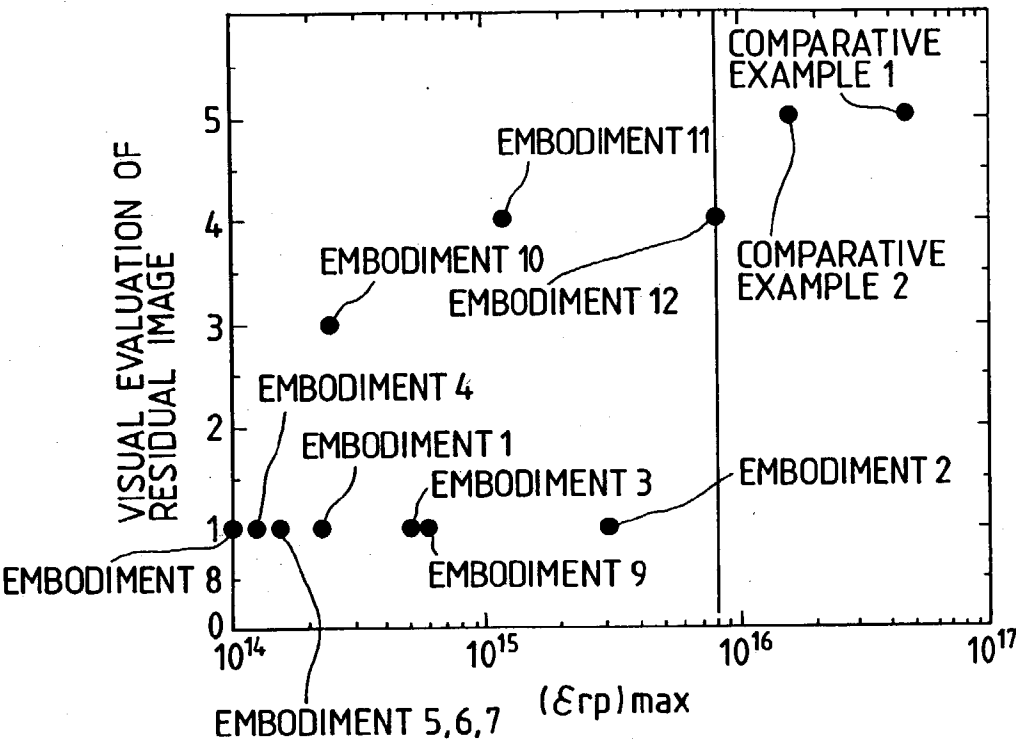 COMPARATIVE
EXAMPLE 1
5
EMBODIMENT 11
4
COMPARATIVE
EXAMPLE 2
EMBODIMENT 10
EMBODIMENT 12
3
EMBODIMENT 4
2
EMBODIMENT 1
EMBODIMENT 3
EMBODIMENT 2
1
EMBODIMENT 9
EMBODIMENT 8
0
VISUAL EVALUATION OF
RESIDUAL IMAGE
10¹⁴
10¹⁵
10¹⁶
10¹⁷
(εrp)max
EMBODIMENT 5,6,7